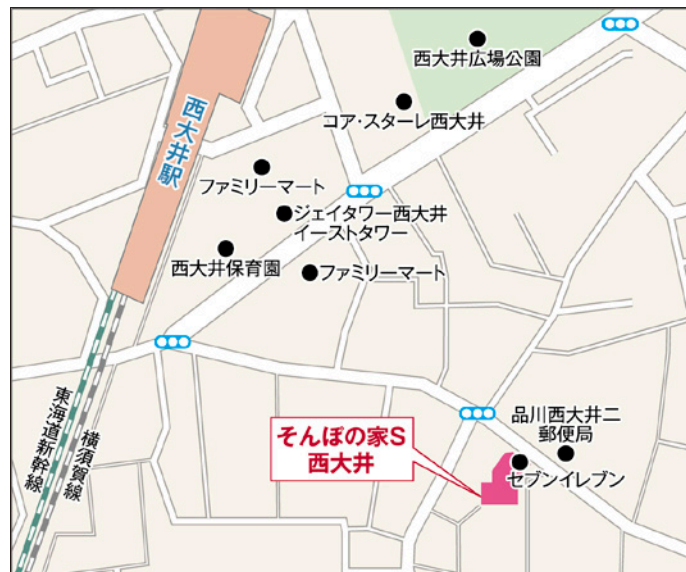 西大井広場公園
コア・スターレ西大井
西大井駅
ファミリーマート
ジェイタワー西大井
イーストタワー
西大井保育園
ファミリーマート
東海道新幹線
横須賀線
そんぽの家S
西大井
品川西大井二
郵便局
セブンイレブン